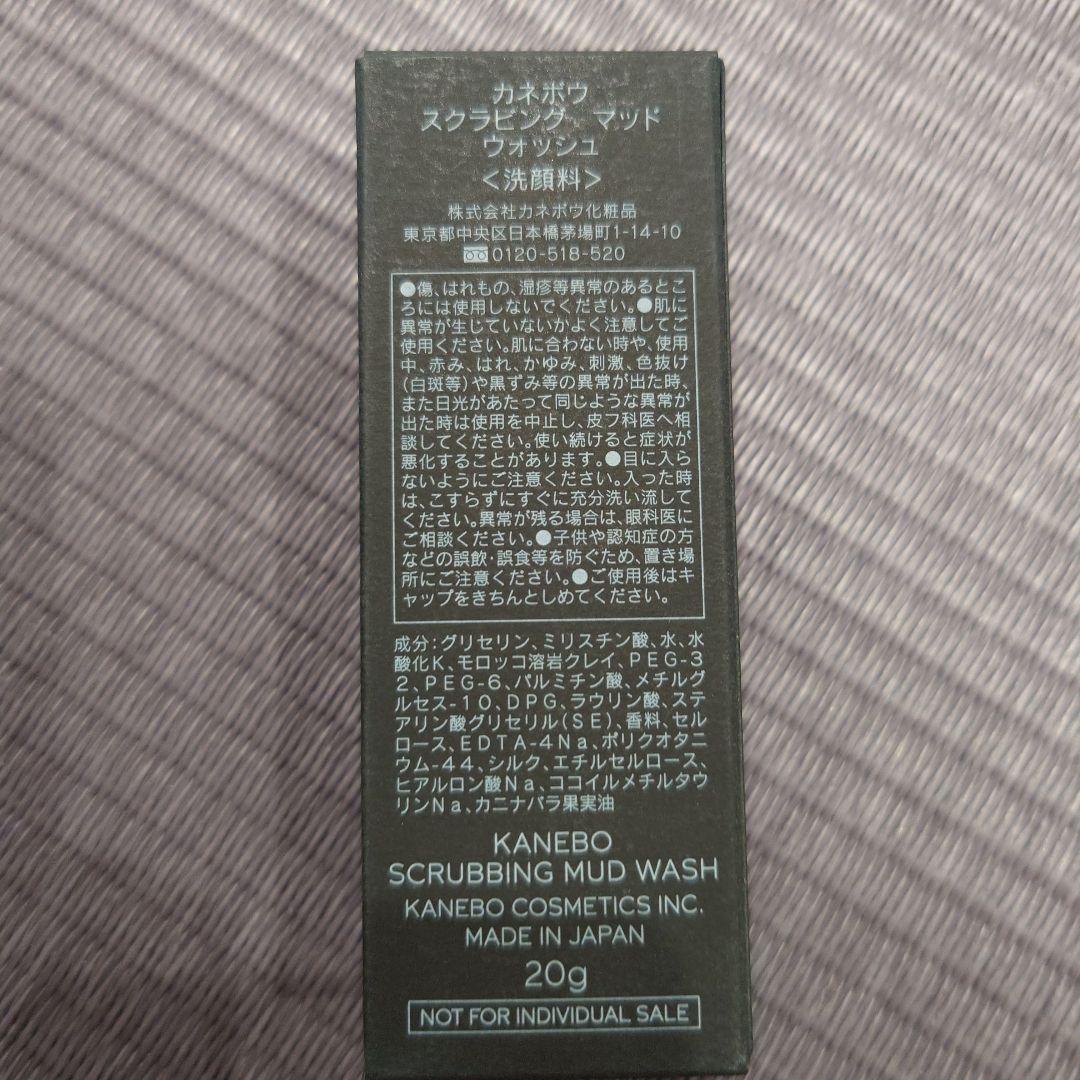 カネボウ
スクラビング マッド
ウォッシュ
＜洗顔料＞
株式会社カネボウ化粧品
東京都中央区日本橋茅場町1-14-10
0120-518-520
●傷、はれもの、湿疹等異常のあるとこ
ろには使用しないでください。●肌に
異常が生じていないかよく注意してご
使用ください。肌に合わない時や、使用
中、赤み、はれ、かゆみ、刺激、色抜け
（白斑等）や黒ずみ等の異常が出た時、
また日光があたって同じような異常が
出た時は使用を中止し、皮フ科医へ相
談してください。使い続けると症状が
悪化することがあります。●目に入ら
ないようにご注意ください。入った時
は、こすらずにすぐに充分洗い流して
ください。異常が残る場合は、眼科医に
ご相談ください。●子供や認知症の方
などの誤飲・誤食等を防ぐため、置き場
所にご注意ください。●ご使用後はキ
ャップをきちんとしめてください。
成分：グリセリン、ミリスチン酸、水、水
酸化K、モロッコ溶岩クレイ、PEG-3
2、PEG-6、パルミチン酸、メチルグ
ルセス-10、DPG、ラウリン酸、ステ
アリン酸グリセリル（SE）、香料、セル
ロース、EDTA-4Na、ポリクオタニ
ウム-44、シルク、エチルセルロース、
ヒアルロン酸Na、ココイルメチルタウ
リンNa、カニナバラ果実油
KANEBO
SCRUBBING MUD WASH
KANEBO COSMETICS INC.
MADE IN JAPAN
20g
NOT FOR INDIVIDUAL SALE